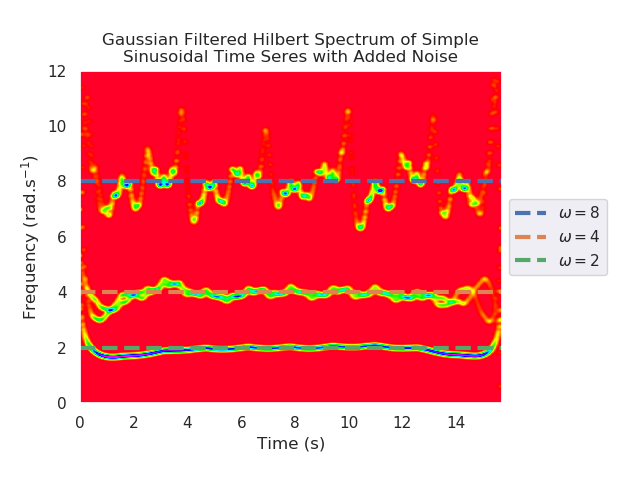 Gaussian Filtered Hilbert Spectrum of Simple
Sinusoidal Time Seres with Added Noise
Frequency (rad.s⁻¹)
12
10
8
6
4
2
0
0 2 4 6 8 10 12 14
Time (s)
ω = 8
ω = 4
ω = 2